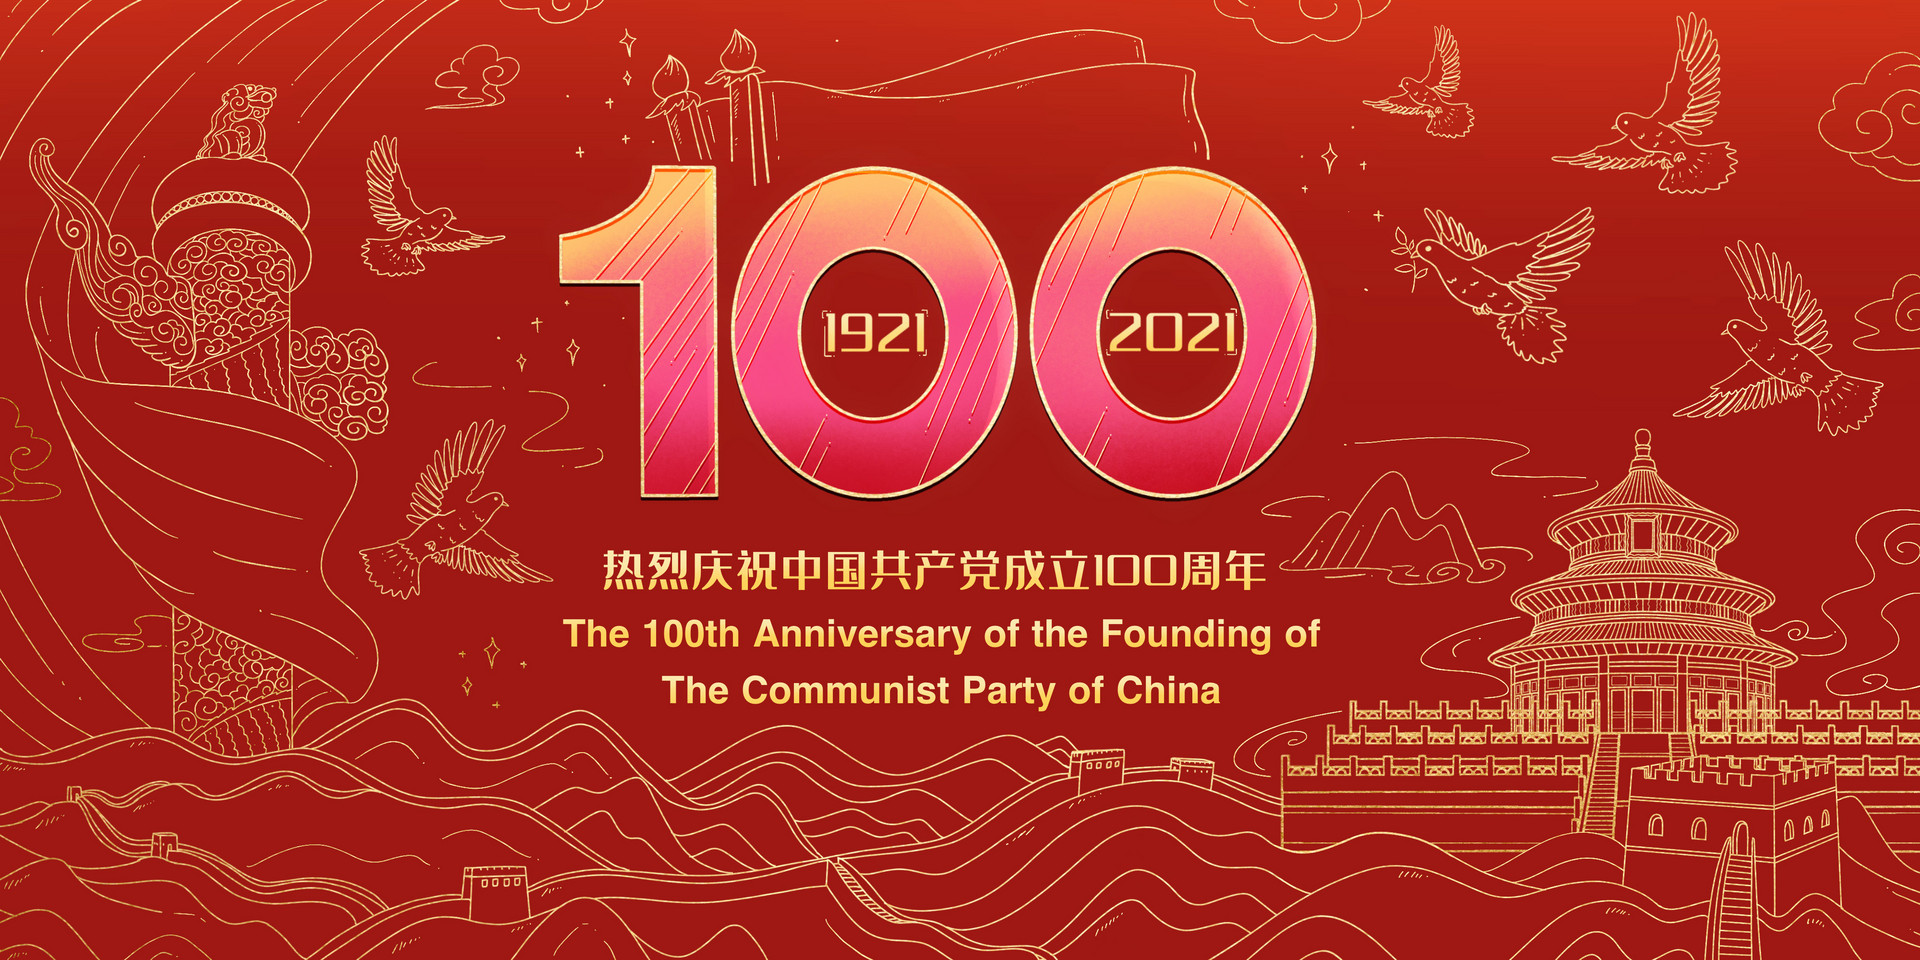 100
1921
2021
热烈庆祝中国共产党成立100周年
The 100th Anniversary of the Founding of
The Communist Party of China